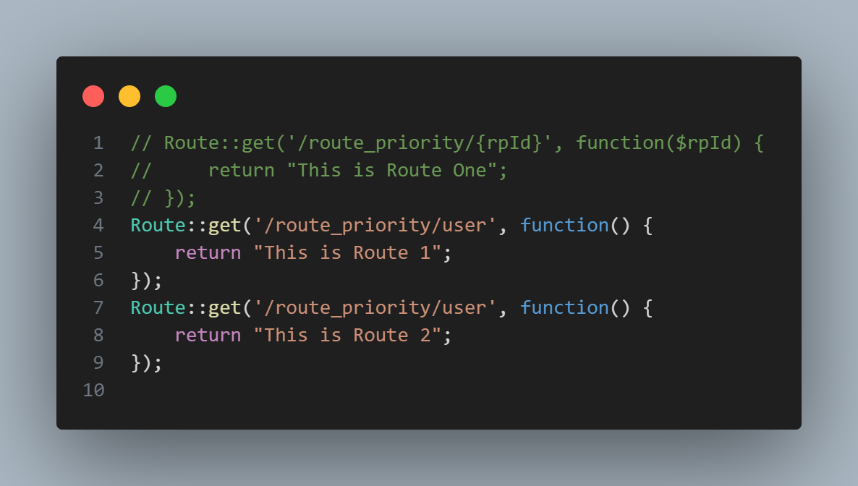 1 // Route::get('/route_priority/{rpId}', function($rpId) {
2 //     return "This is Route One";
3 // });
4 Route::get('/route_priority/user', function() {
5     return "This is Route 1";
6 });
7 Route::get('/route_priority/user', function() {
8     return "This is Route 2";
9 });
10